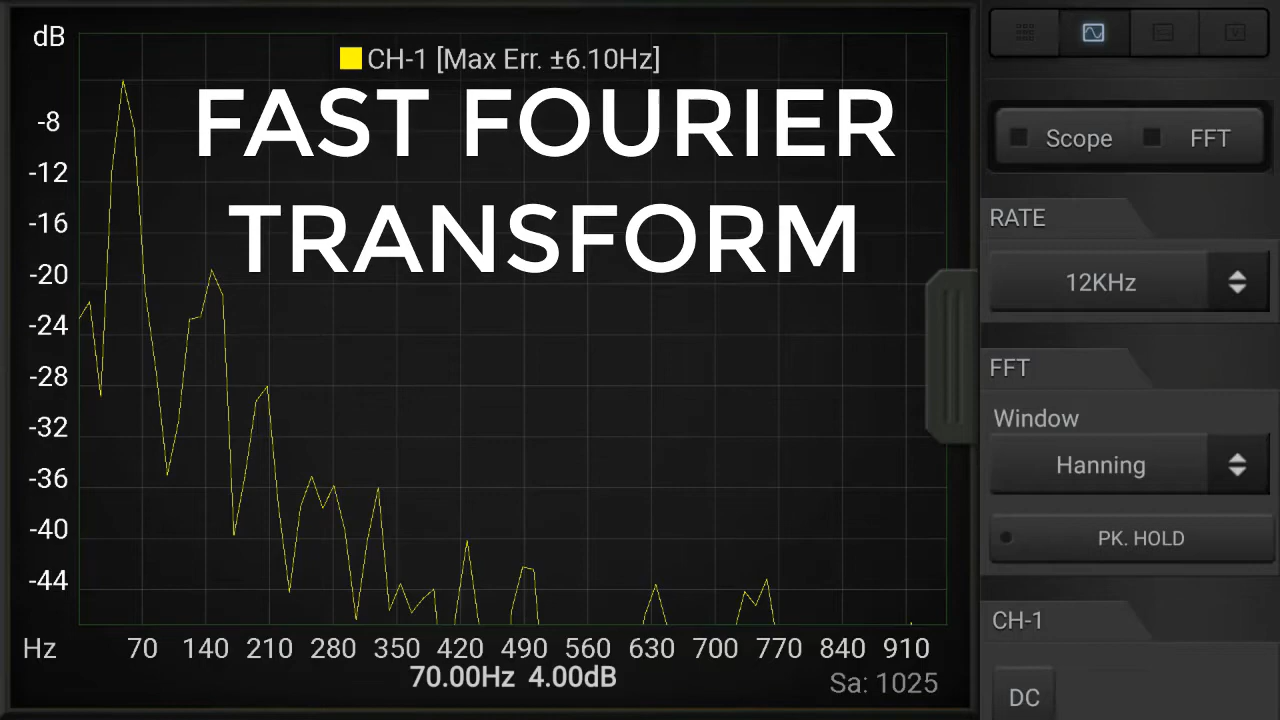 dB
CH-1 [Max Err. ±6.10Hz]
FAST FOURIER
TRANSFORM
-8
-12
-16
-20
-24
-28
-32
-36
-40
-44
Hz 70 140 210 280 350 420 490 560 630 700 770 840 910
70.00Hz 4.00dB
Sa: 1025
Scope FFT
RATE
12KHz
FFT
Window
Hanning
PK. HOLD
CH-1
DC